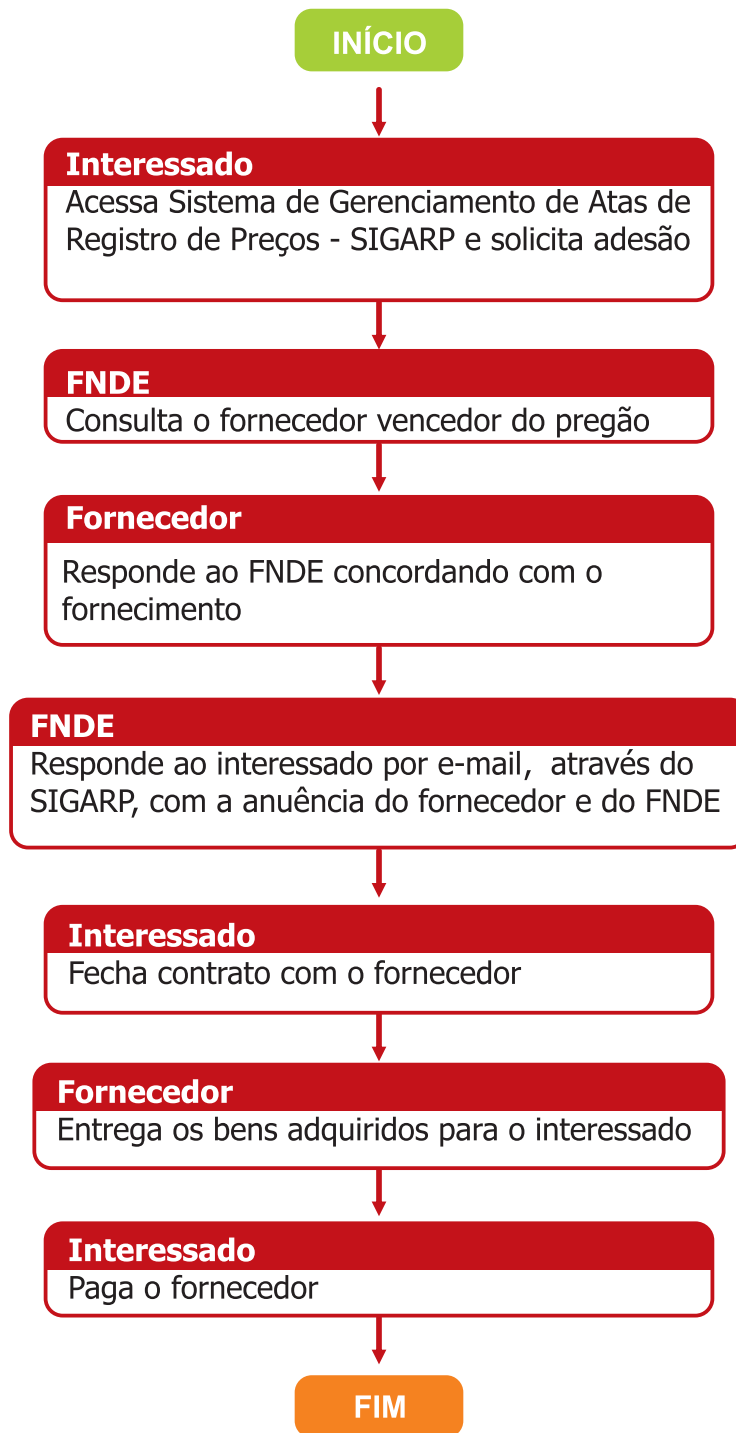 INÍCIO
Interessado
Acessa Sistema de Gerenciamento de Atas de
Registro de Preços - SIGARP e solicita adesão
FNDE
Consulta o fornecedor vencedor do pregão
Fornecedor
Responde ao FNDE concordando com o
fornecimento
FNDE
Responde ao interessado por e-mail, através do
SIGARP, com a anuência do fornecedor e do FNDE
Interessado
Fecha contrato com o fornecedor
Fornecedor
Entrega os bens adquiridos para o interessado
Interessado
Paga o fornecedor
FIM